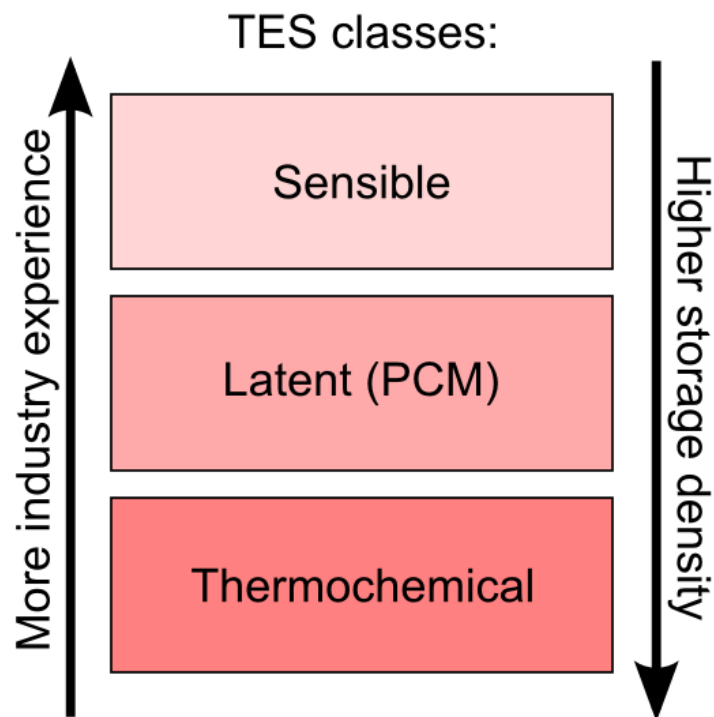 TES classes:
More industry experience
Sensible
Latent (PCM)
Thermochemical
Higher storage density